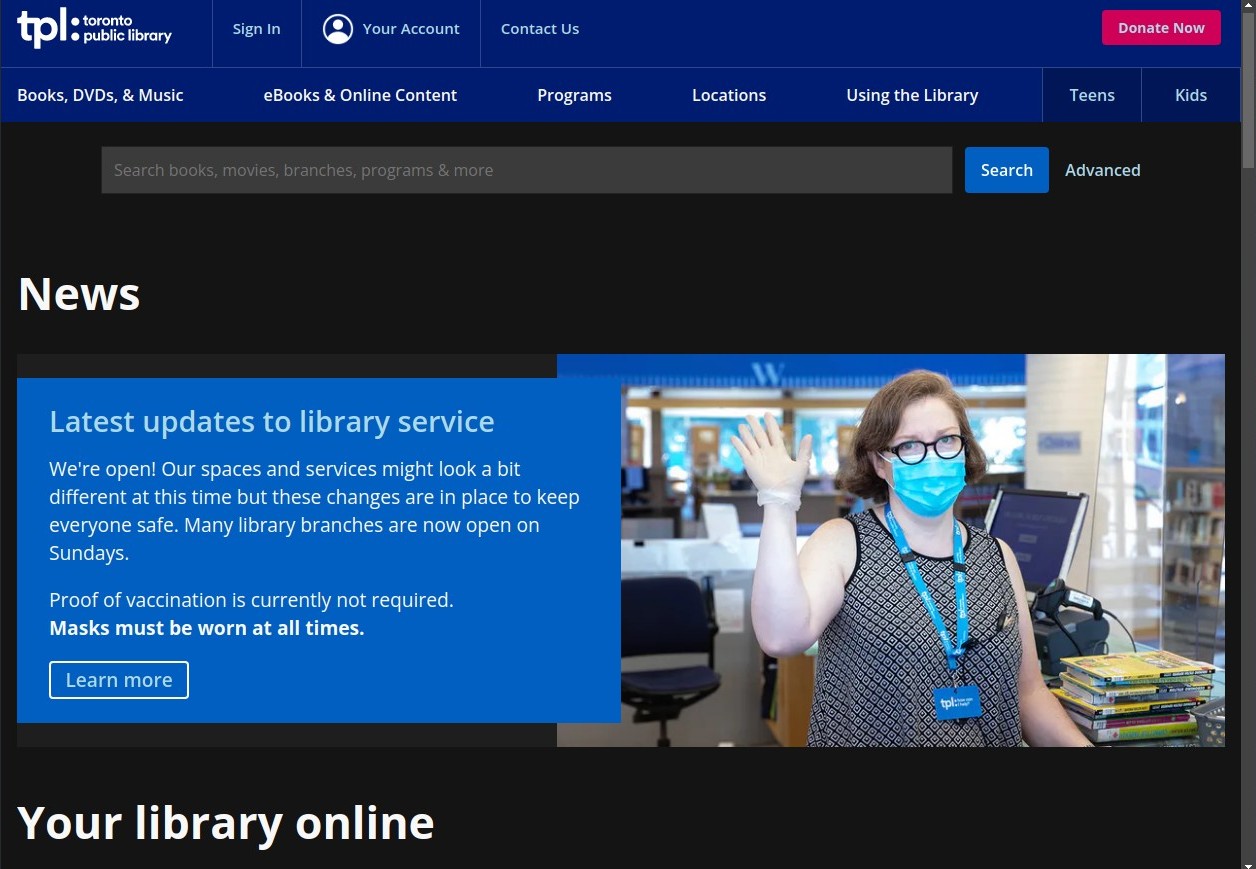 tpl: toronto
public library
Sign In
Your Account
Contact Us
Donate Now
Books, DVDs, & Music
eBooks & Online Content
Programs
Locations
Using the Library
Teens
Kids
Search books, movies, branches, programs & more
Search
Advanced
News
Latest updates to library service
We're open! Our spaces and services might look a bit
different at this time but these changes are in place to keep
everyone safe. Many library branches are now open on
Sundays.
Proof of vaccination is currently not required.
Masks must be worn at all times.
Learn more
W
tpl:
Your library online